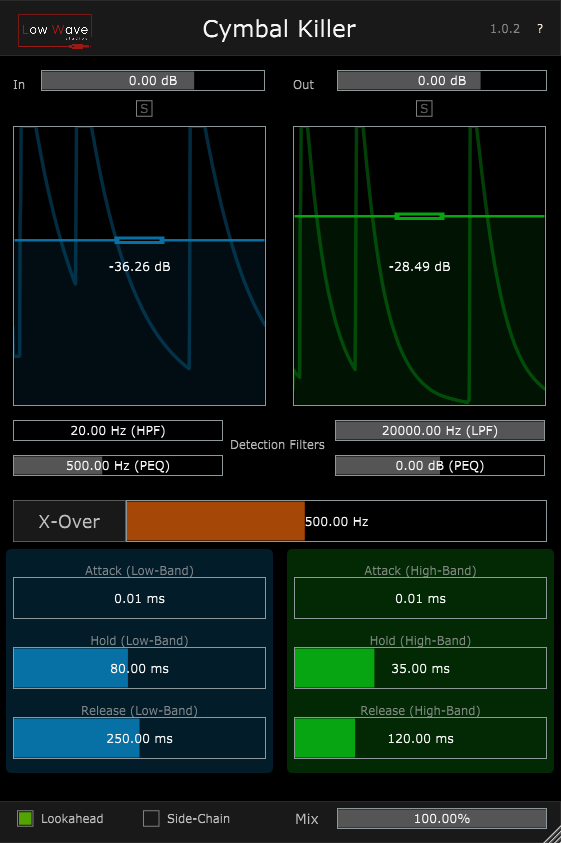 Low Wave
Cymbal Killer
1.0.2
?
In
0.00 dB
Out
0.00 dB
S
S
-36.26 dB
-28.49 dB
20.00 Hz (HPF)
20000.00 Hz (LPF)
Detection Filters
500.00 Hz (PEQ)
0.00 dB (PEQ)
X-Over
500.00 Hz
Attack (Low-Band)
0.01 ms
Hold (Low-Band)
80.00 ms
Release (Low-Band)
250.00 ms
Attack (High-Band)
0.01 ms
Hold (High-Band)
35.00 ms
Release (High-Band)
120.00 ms
Lookahead
Side-Chain
Mix
100.00%